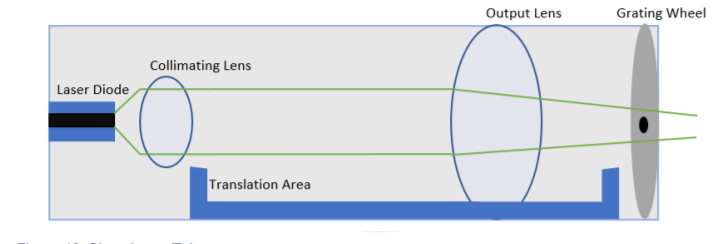 Output Lens
Grating Wheel
Collimating Lens
Laser Diode
Translation Area